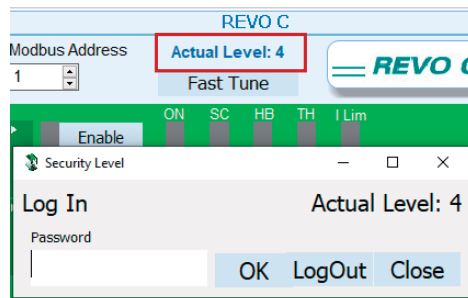 REVO C
Modbus Address
Actual Level: 4
1
Fast Tune
REVO C
ON SC HB TH I Lim
Enable
Security Level
Log In
Actual Level: 4
Password
OK LogOut Close